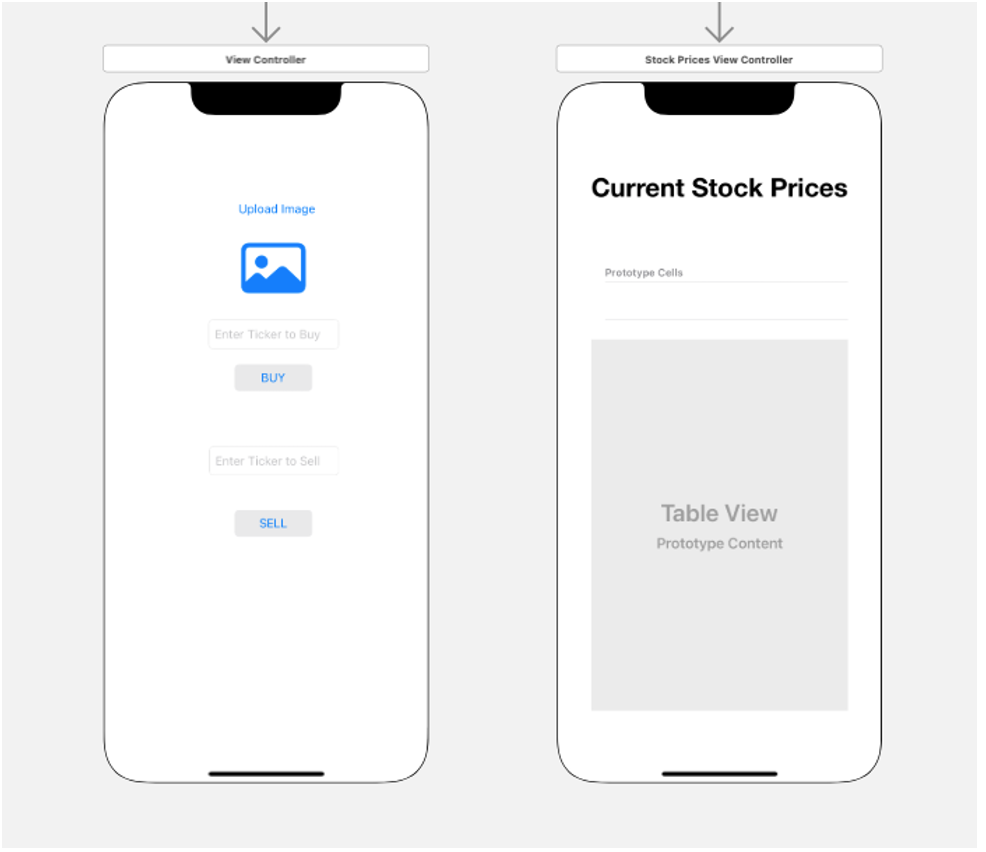 View Controller
Upload Image
Enter Ticker to Buy
BUY
Enter Ticker to Sell
SELL
Stock Prices View Controller
Current Stock Prices
Prototype Cells
Table View
Prototype Content